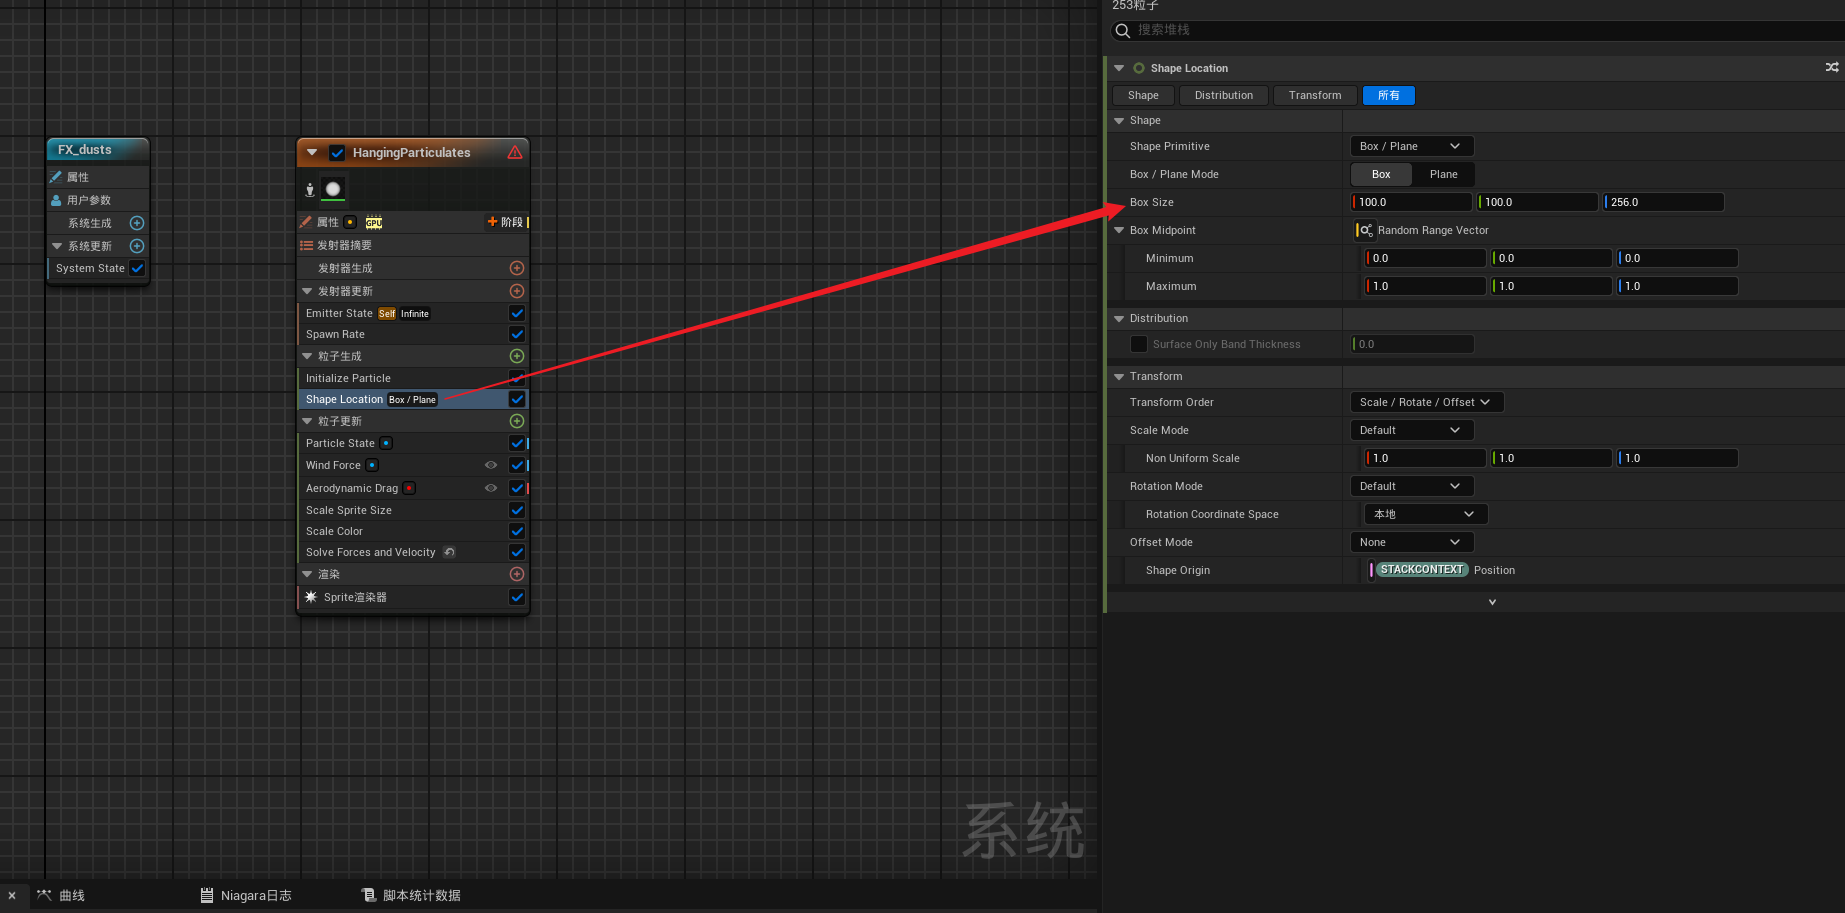 253粒子
搜索堆栈
Shape Location
Shape Distribution Transform 所有
Shape
Shape Primitive Box / Plane
Box / Plane Mode Box Plane
Box Size 100.0 100.0 256.0
Box Midpoint Random Range Vector
Minimum 0.0 0.0 0.0
Maximum 1.0 1.0 1.0
Distribution
Surface Only Band Thickness 0.0
Transform
Transform Order Scale / Rotate / Offset
Scale Mode Default
Non Uniform Scale 1.0 1.0 1.0
Rotation Mode Default
Rotation Coordinate Space 本地
Offset Mode None
Shape Origin STACKCONTEXT Position
FX_dusts
属性
用户参数
系统生成
系统更新
System State
HangingParticulates
属性 GPU 阶段
发射器摘要
发射器生成
发射器更新
Emitter State Self Infinite
Spawn Rate
粒子生成
Initialize Particle
Shape Location Box / Plane
粒子更新
Particle State
Wind Force
Aerodynamic Drag
Scale Sprite Size
Scale Color
Solve Forces and Velocity
渲染
Sprite渲染器
系统
曲线 Niagara日志 脚本统计数据